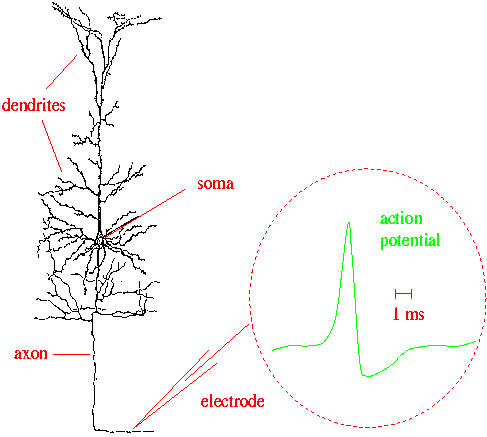 dendrites
soma
action
potential
1 ms
axon
electrode